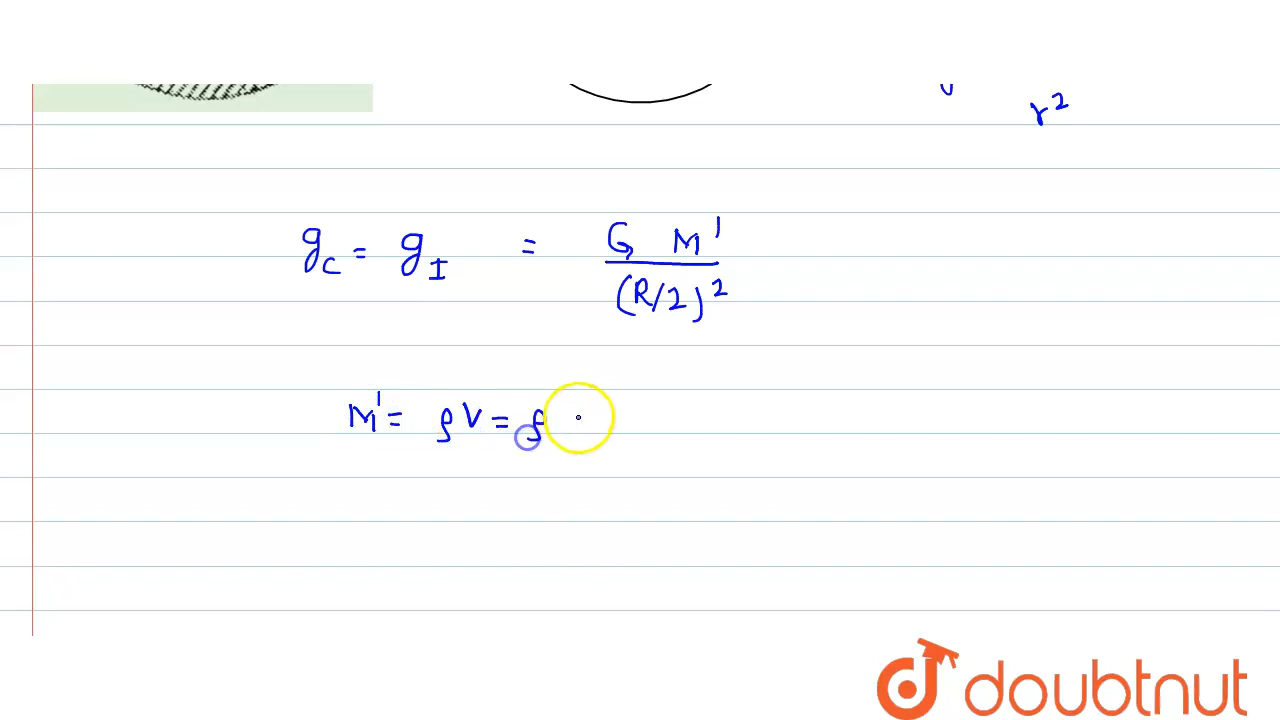 r²
g_C = g_I = G M' / (R/2)²
M' = ρV = ρ
doubtnut